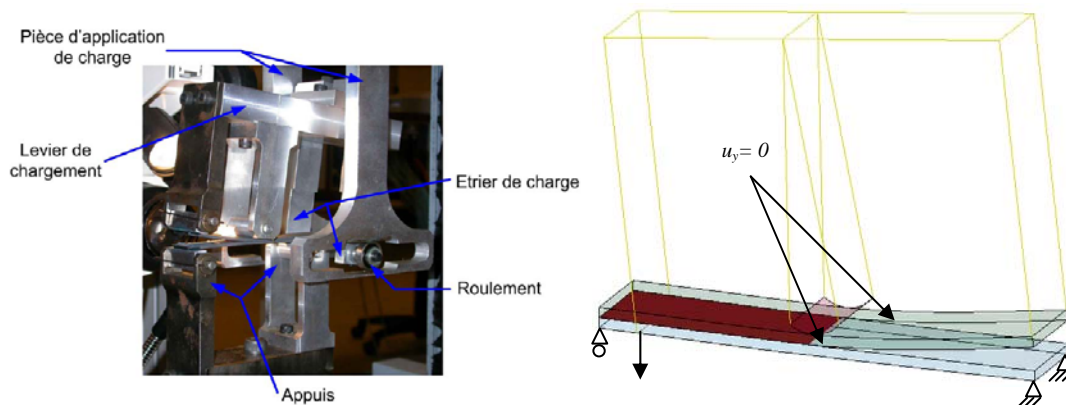 Pièce d'application
de charge
Levier de
chargement
Etrier de charge
Roulement
Appuis
u_y= 0